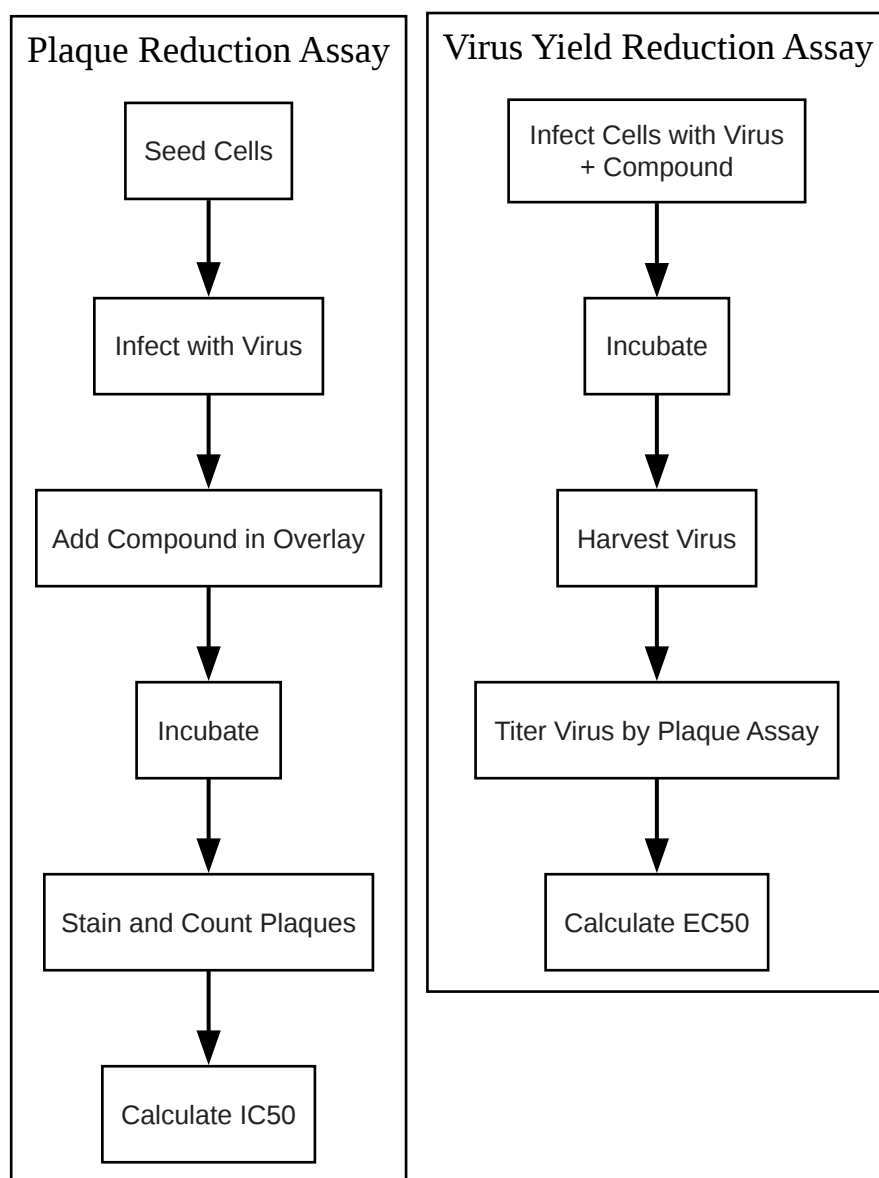 Plaque Reduction Assay
Seed Cells
Infect with Virus
Add Compound in Overlay
Incubate
Stain and Count Plaques
Calculate IC50
Virus Yield Reduction Assay
Infect Cells with Virus
+ Compound
Incubate
Harvest Virus
Titer Virus by Plaque Assay
Calculate EC50